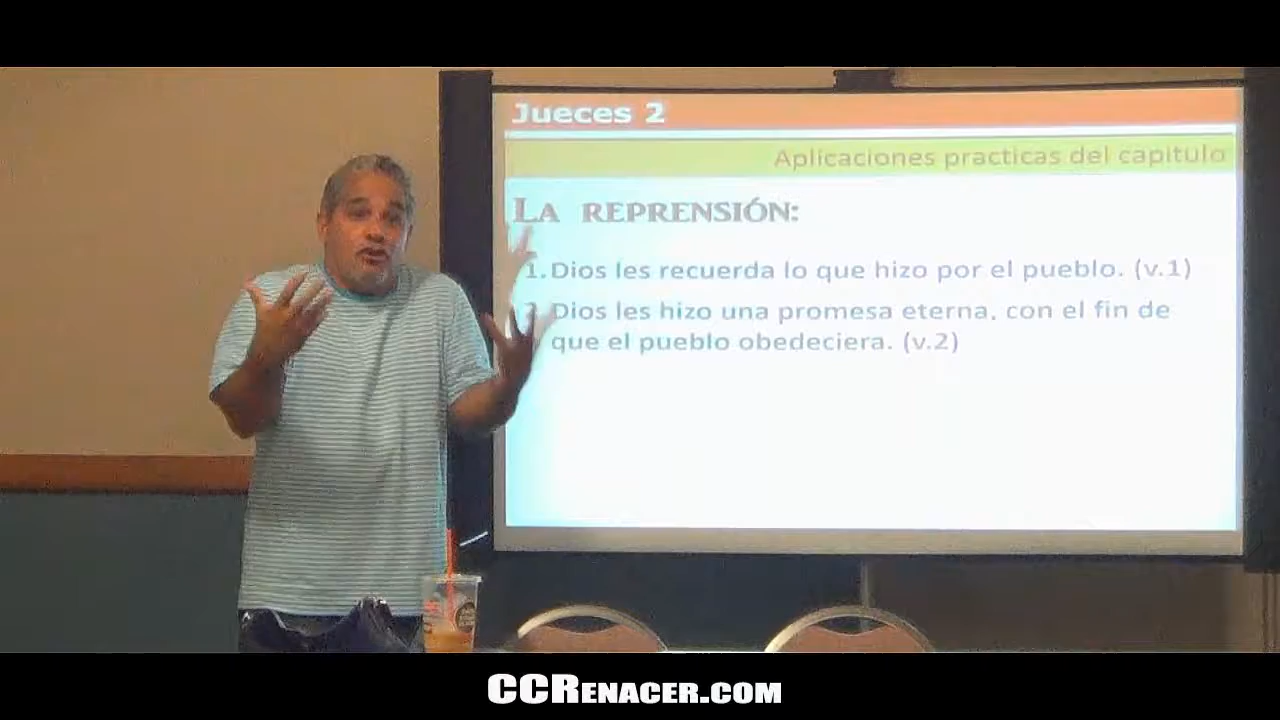 Jueces 2
Aplicaciones practicas del capitulo
LA REPRENSIÓN:
1. Dios les recuerda lo que hizo por el pueblo. (v.1)
2. Dios les hizo una promesa eterna, con el fin de
que el pueblo obedeciera. (v.2)
CCRENACER.COM